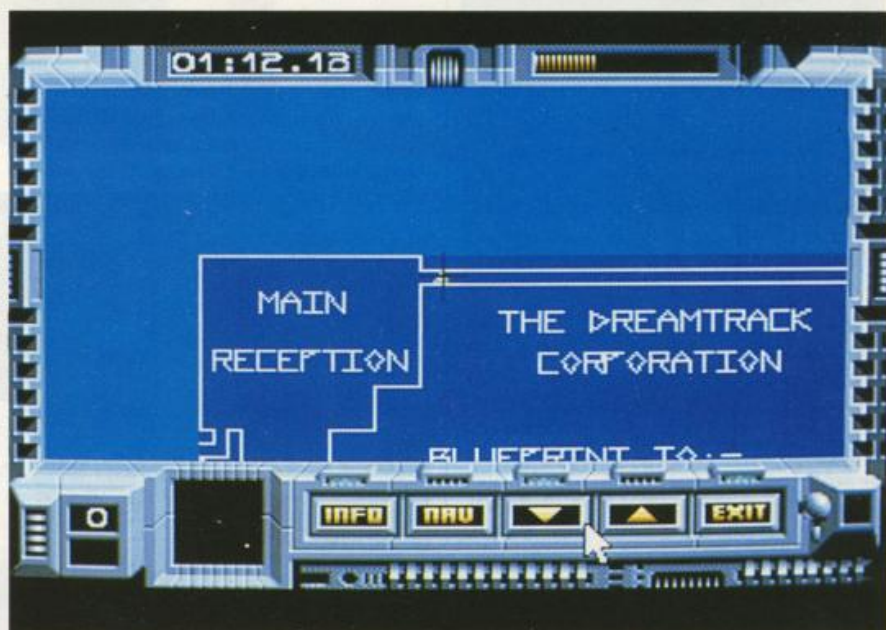 01:12.18
MAIN
RECEPTION
THE DREAMTRACK
CORPORATION
BLUEPRINT TO:-
0
INFO NAV EXIT